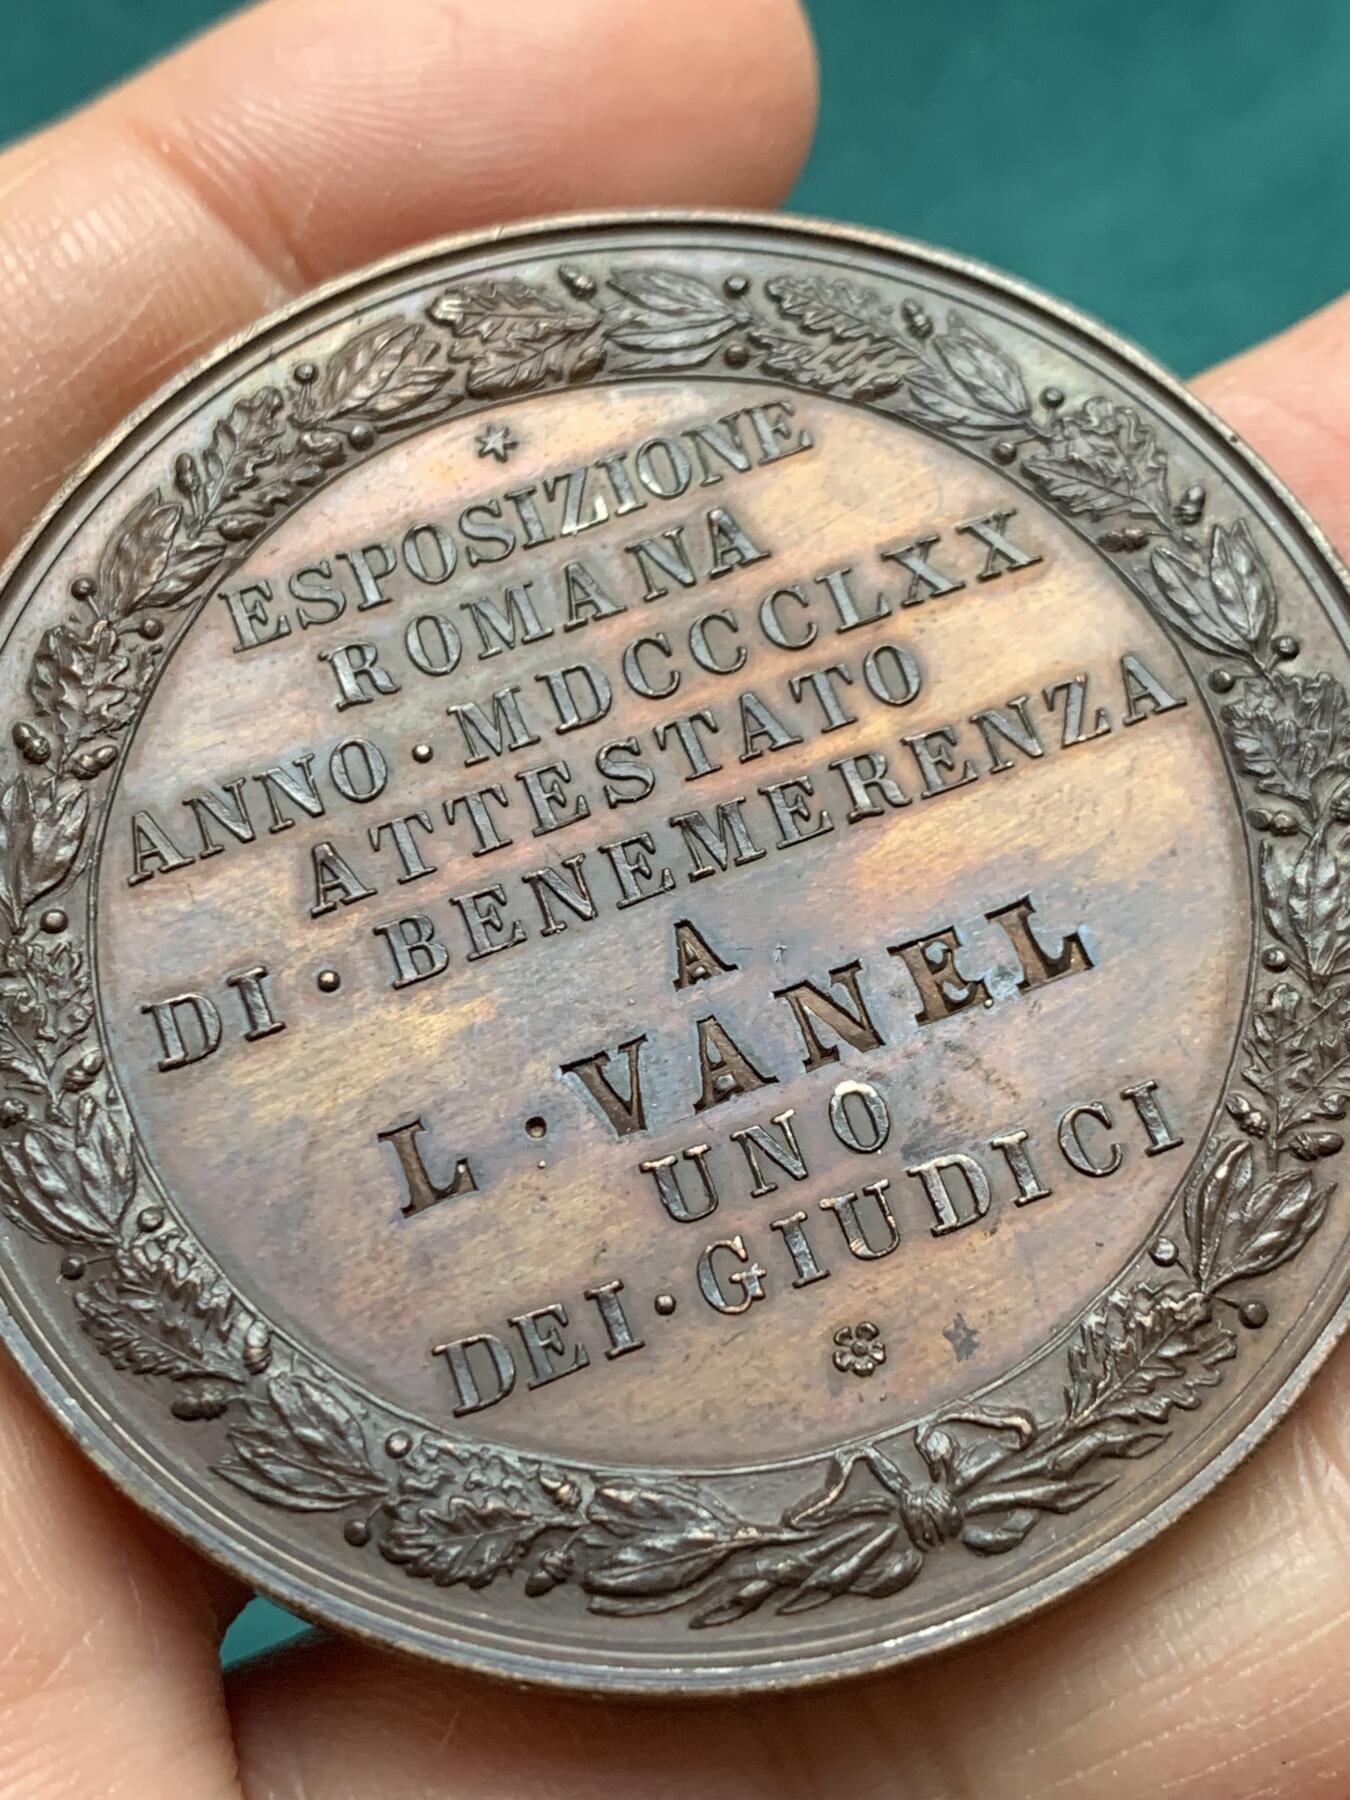 ESPOSIZIONE
ROMANA
ANNO · MDCCCLXX
ATTESTATO
DI · BENEMERENZA
A
L · VANEL
UNO
DEI · GIUDICI